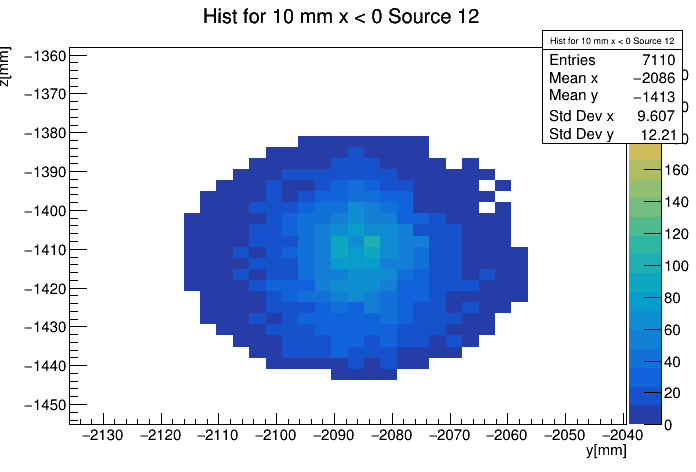 Hist for 10 mm x < 0 Source 12
Hist for 10 mm x < 0 Source 12
Entries 7110
Mean x −2086
Mean y −1413
Std Dev x 9.607
Std Dev y 12.21
z[mm]
−1360
−1370
−1380
−1390
−1400
−1410
−1420
−1430
−1440
−1450
160
140
120
100
80
60
40
20
0
−2130 −2120 −2110 −2100 −2090 −2080 −2070 −2060 −2050 −2040
y[mm]